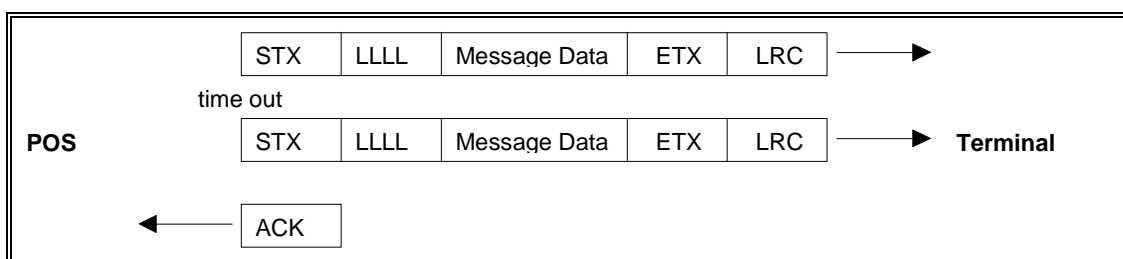 STX LLLL Message Data ETX LRC
time out
POS STX LLLL Message Data ETX LRC Terminal
ACK